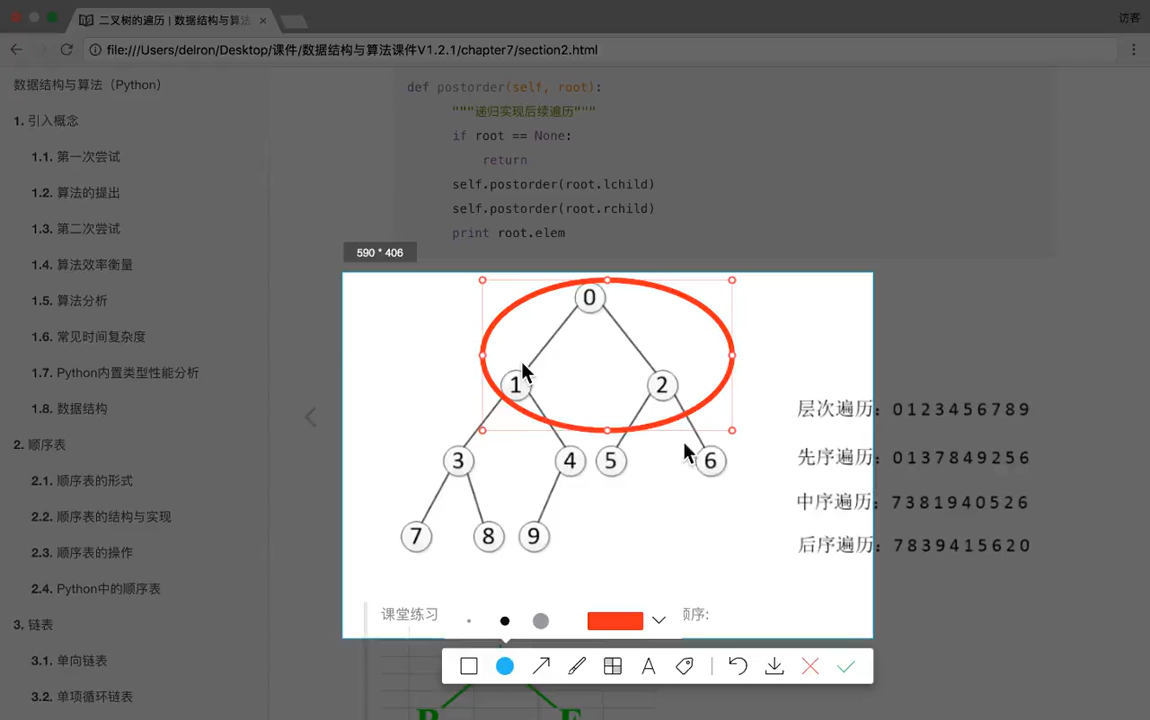 二叉树的遍历 | 数据结构与算法
访客
file:///Users/delron/Desktop/课件/数据结构与算法课件V1.2.1/chapter7/section2.html
数据结构与算法（Python）
1. 引入概念
1.1. 第一次尝试
1.2. 算法的提出
1.3. 第二次尝试
1.4. 算法效率衡量
1.5. 算法分析
1.6. 常见时间复杂度
1.7. Python内置类型性能分析
1.8. 数据结构
2. 顺序表
2.1. 顺序表的形式
2.2. 顺序表的结构与实现
2.3. 顺序表的操作
2.4. Python中的顺序表
3. 链表
3.1. 单向链表
3.2. 单项循环链表
def postorder(self, root):
"""递归实现后续遍历"""
if root == None:
return
self.postorder(root.lchild)
self.postorder(root.rchild)
print root.elem
590 * 406
0
1 2
3 4 5 6
7 8 9
层次遍历：0 1 2 3 4 5 6 7 8 9
先序遍历：0 1 3 7 8 4 9 2 5 6
中序遍历：7 3 8 1 9 4 0 5 2 6
后序遍历：7 8 3 9 4 1 5 6 2 0
课堂练习
顺序:
A